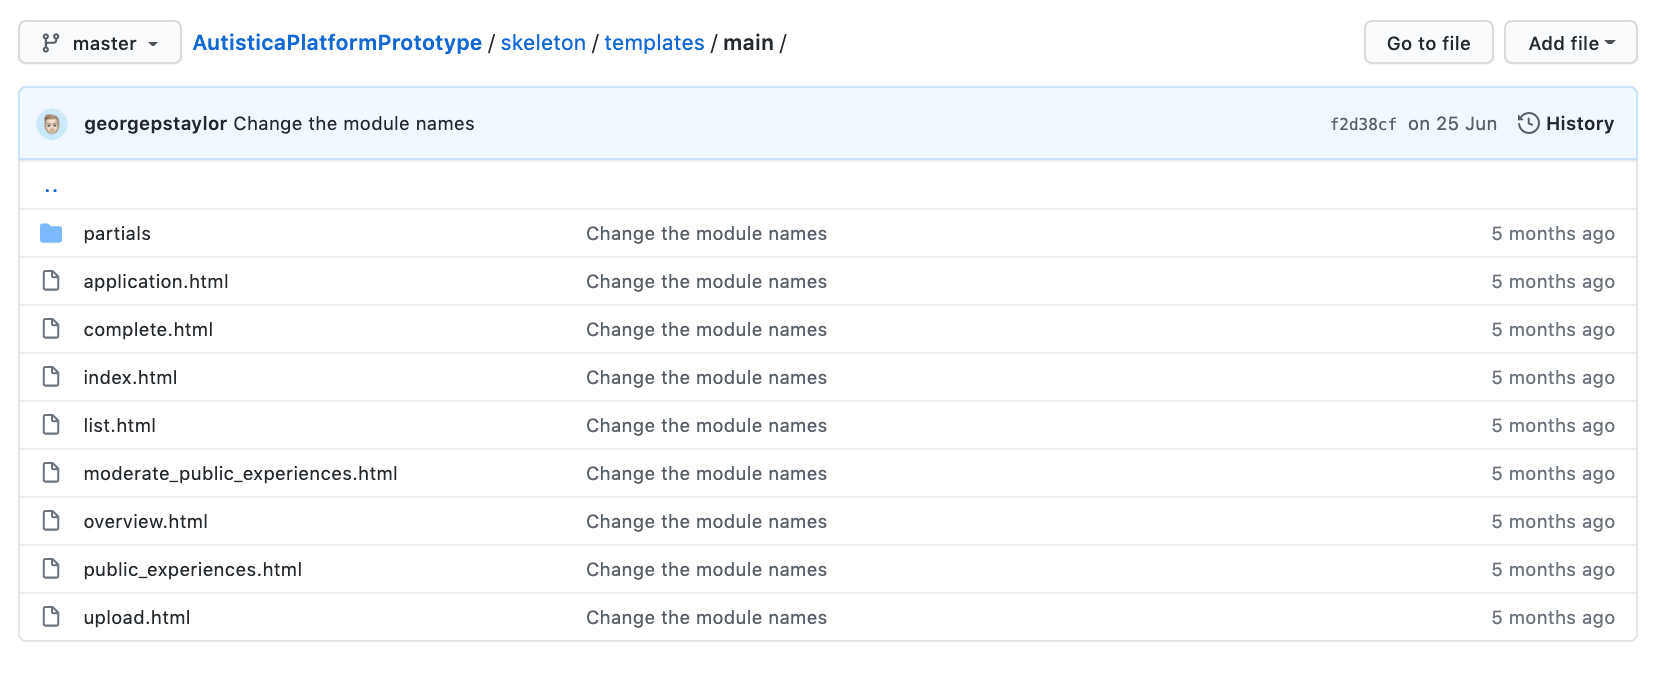 master AutisticaPlatformPrototype / skeleton / templates / main / Go to file Add file
georgepstaylor Change the module names f2d38cf on 25 Jun History
..
partials Change the module names 5 months ago
application.html Change the module names 5 months ago
complete.html Change the module names 5 months ago
index.html Change the module names 5 months ago
list.html Change the module names 5 months ago
moderate_public_experiences.html Change the module names 5 months ago
overview.html Change the module names 5 months ago
public_experiences.html Change the module names 5 months ago
upload.html Change the module names 5 months ago